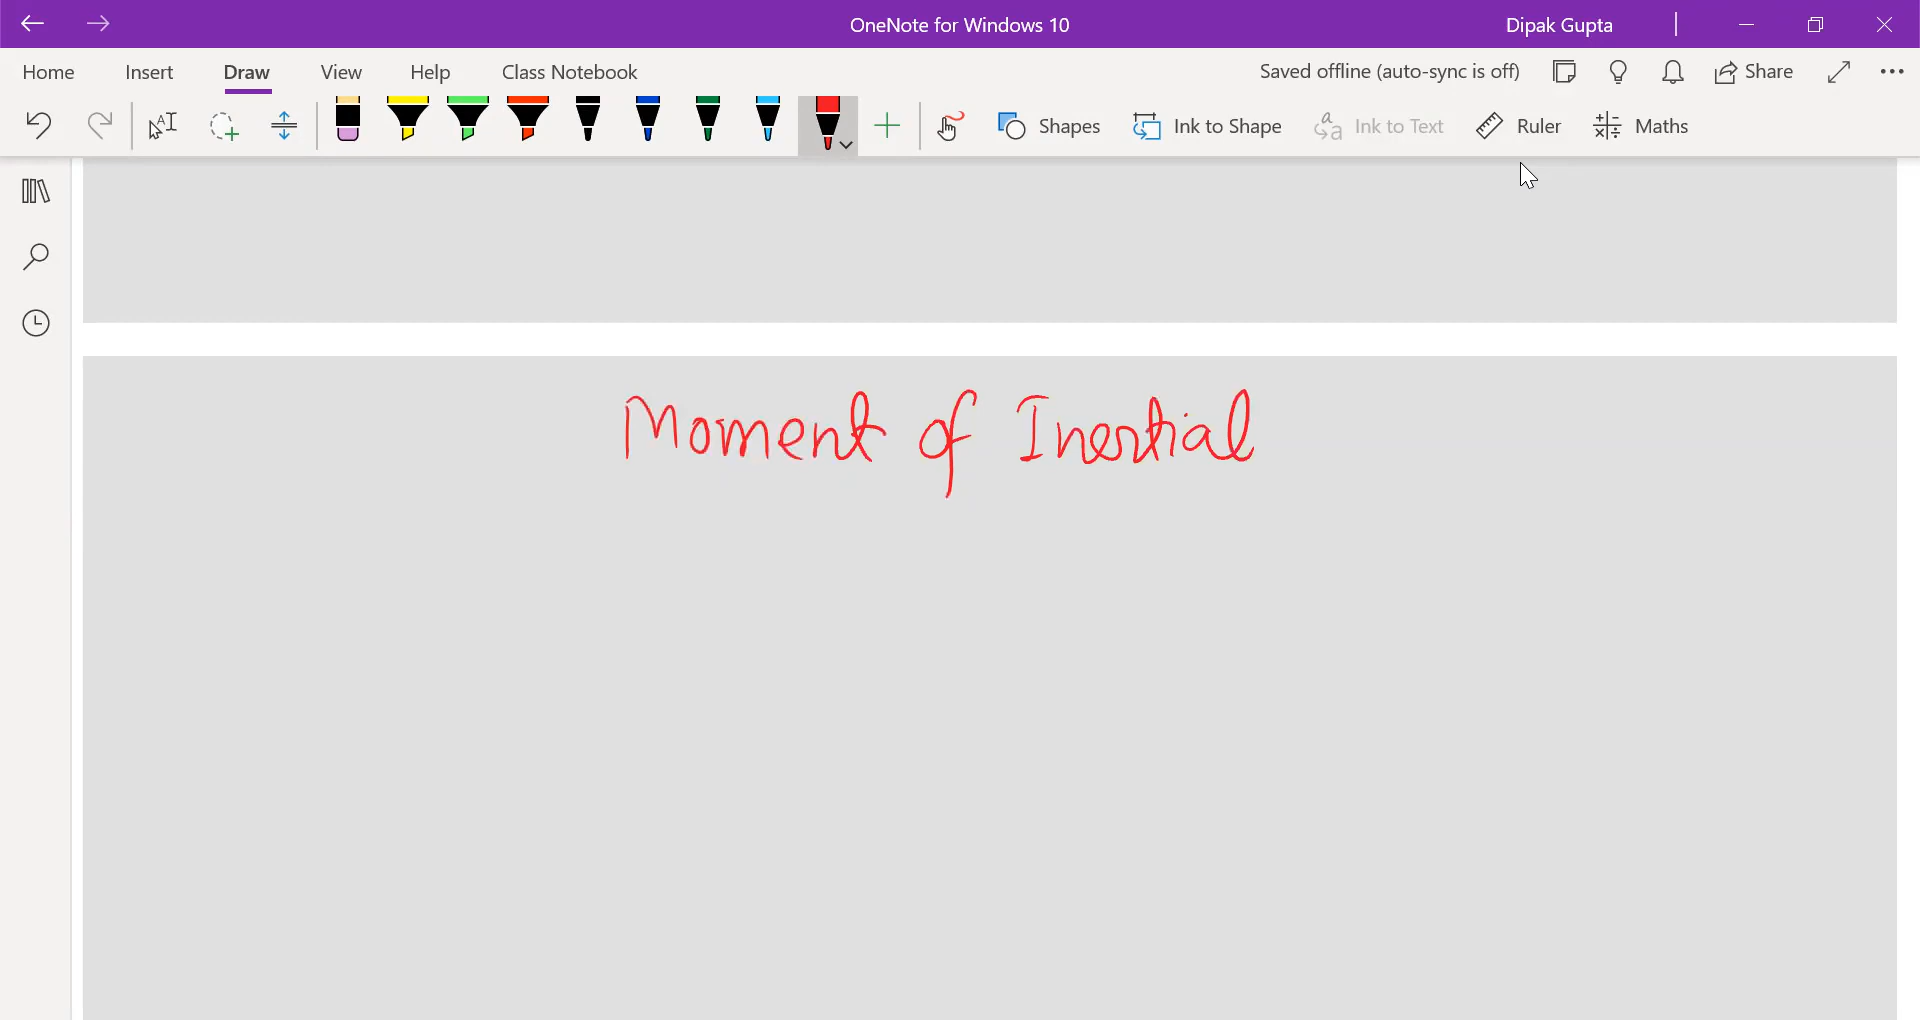 OneNote for Windows 10 Dipak Gupta
Home Insert Draw View Help Class Notebook Saved offline (auto-sync is off) Share
Shapes Ink to Shape Ink to Text Ruler Maths
Moment of Inertial